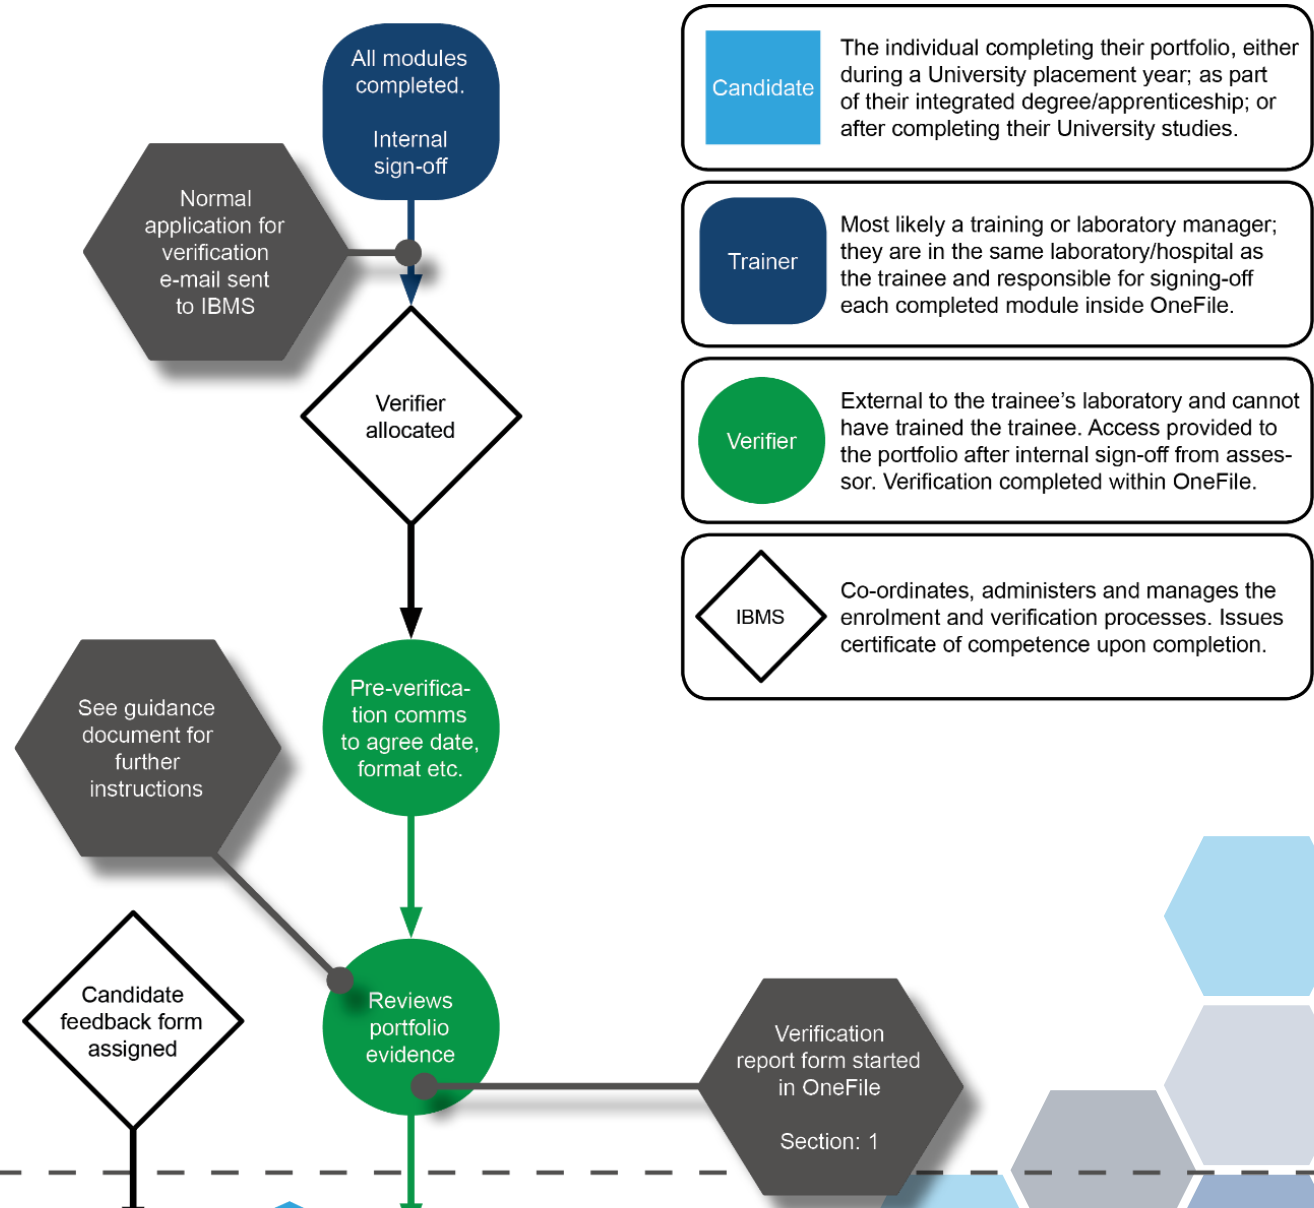 All modules
completed.
Internal
sign-off
Normal
application for
verification
e-mail sent
to IBMS
Verifier
allocated
Pre-verifica-
tion comms
to agree date,
format etc.
See guidance
document for
further
instructions
Reviews
portfolio
evidence
Candidate
feedback form
assigned
Verification
report form started
in OneFile
Section: 1
Candidate
The individual completing their portfolio, either
during a University placement year; as part
of their integrated degree/apprenticeship; or
after completing their University studies.
Trainer
Most likely a training or laboratory manager;
they are in the same laboratory/hospital as
the trainee and responsible for signing-off
each completed module inside OneFile.
Verifier
External to the trainee’s laboratory and cannot
have trained the trainee. Access provided to
the portfolio after internal sign-off from asses-
sor. Verification completed within OneFile.
IBMS
Co-ordinates, administers and manages the
enrolment and verification processes. Issues
certificate of competence upon completion.